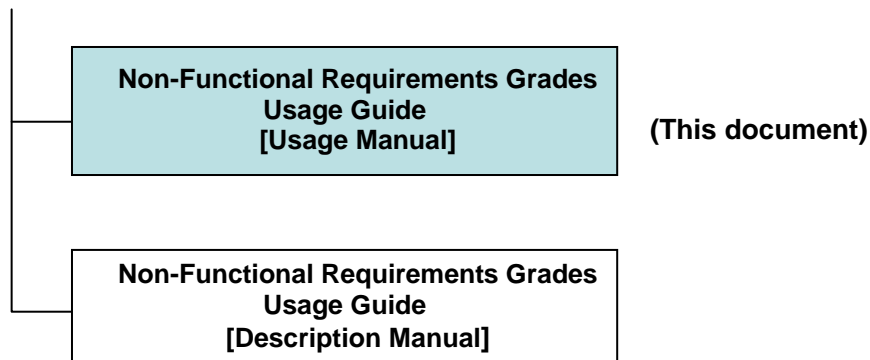 Non-Functional Requirements Grades
Usage Guide
[Usage Manual]
(This document)
Non-Functional Requirements Grades
Usage Guide
[Description Manual]